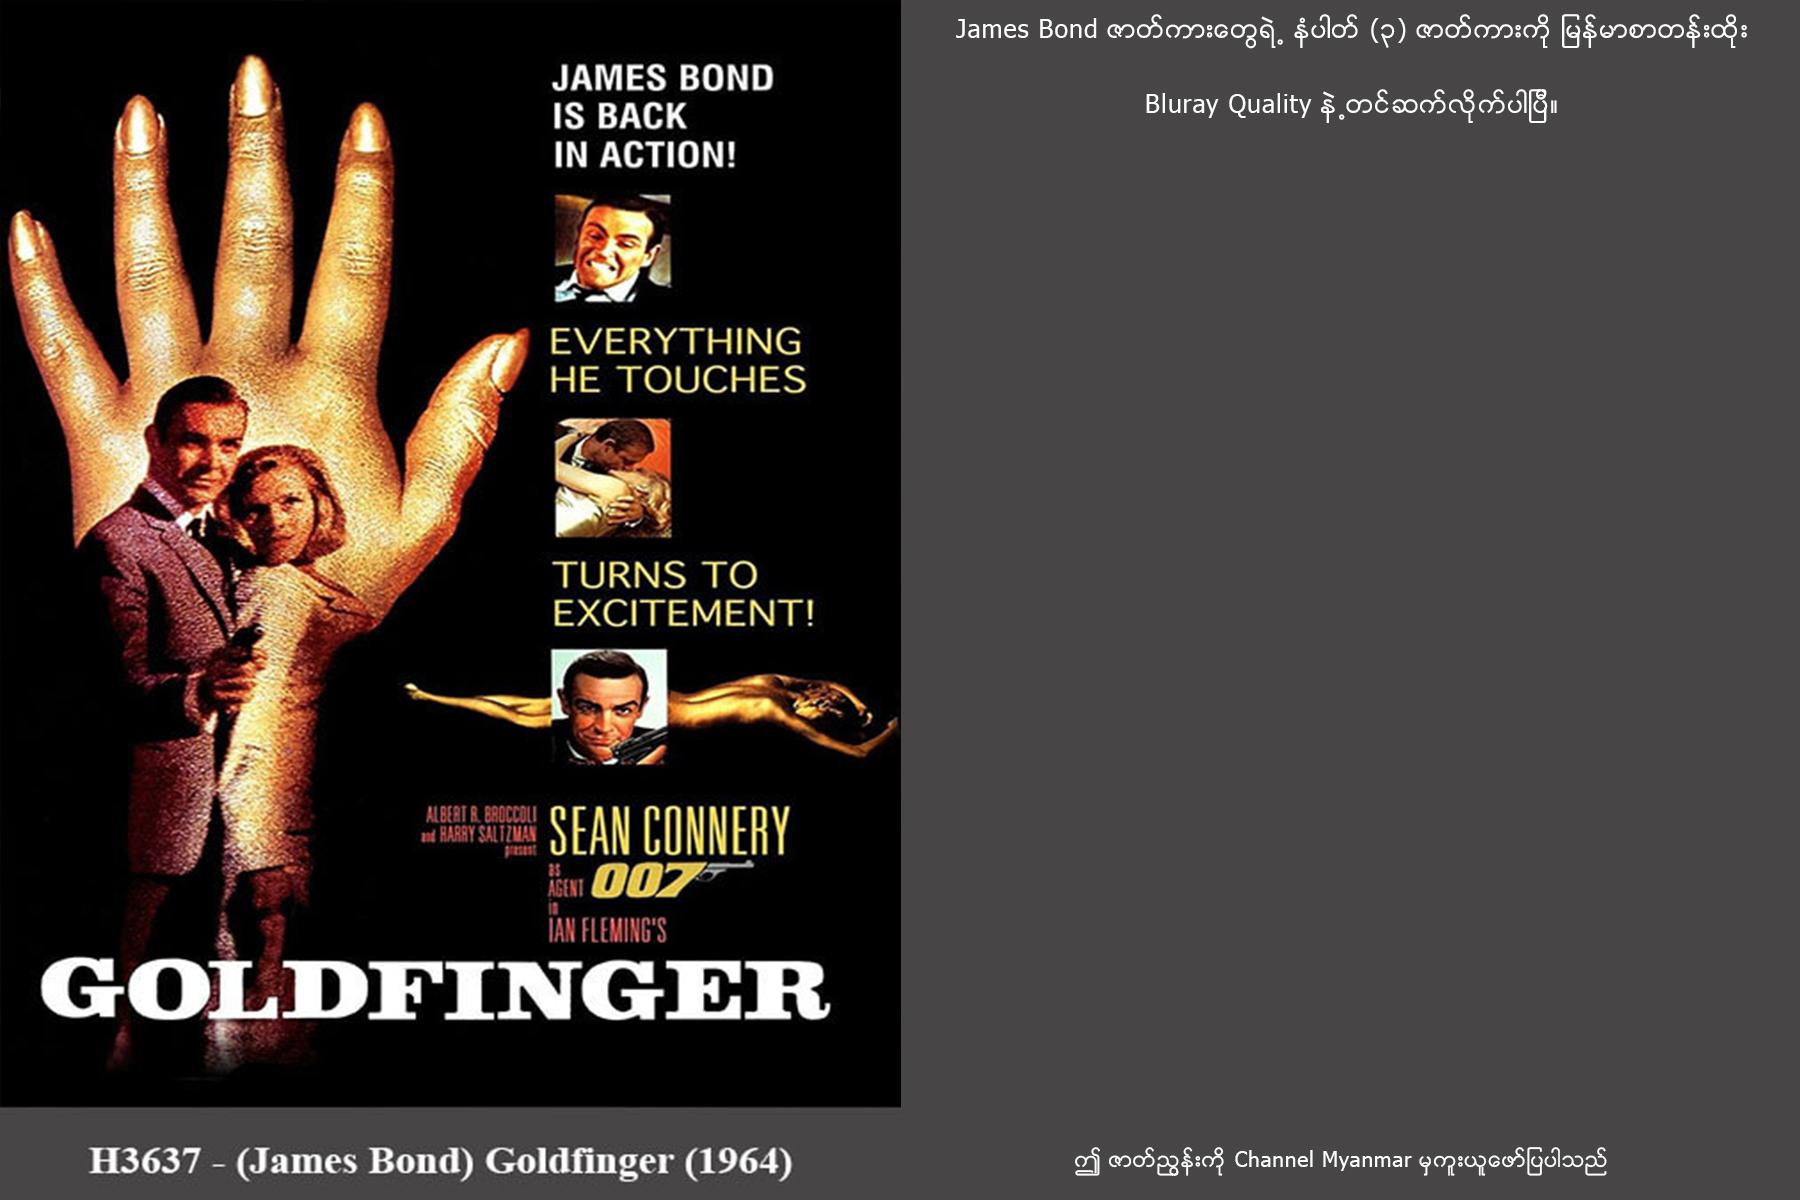 JAMES BOND
IS BACK
IN ACTION!
EVERYTHING
HE TOUCHES
TURNS TO
EXCITEMENT!
ALBERT R. BROCCOLI
and HARRY SALTZMAN
present
SEAN CONNERY
as
AGENT 007
in
IAN FLEMING'S
GOLDFINGER
H3637 - (James Bond) Goldfinger (1964)
James Bond ဇာတ်ကားတွေရဲ့ နံပါတ် (၃) ဇာတ်ကားကို မြန်မာစာတန်းထိုး
Bluray Quality နဲ့တင်ဆက်လိုက်ပါပြီ။
ဤ ဇာတ်ညွှန်းကို Channel Myanmar မှကူးယူဖော်ပြပါသည်